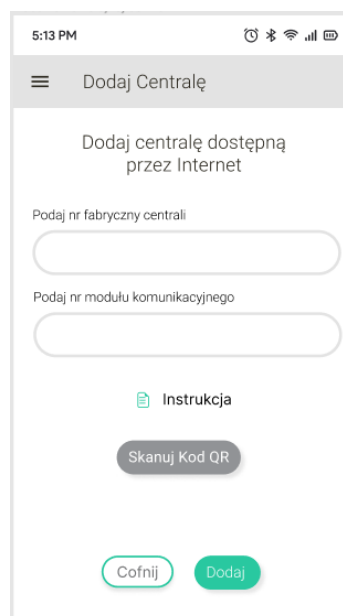 5:13 PM
Dodaj Centralę
Dodaj centralę dostępną
przez Internet
Podaj nr fabryczny centrali
Podaj nr modułu komunikacyjnego
Instrukcja
Skanuj Kod QR
Cofnij
Dodaj